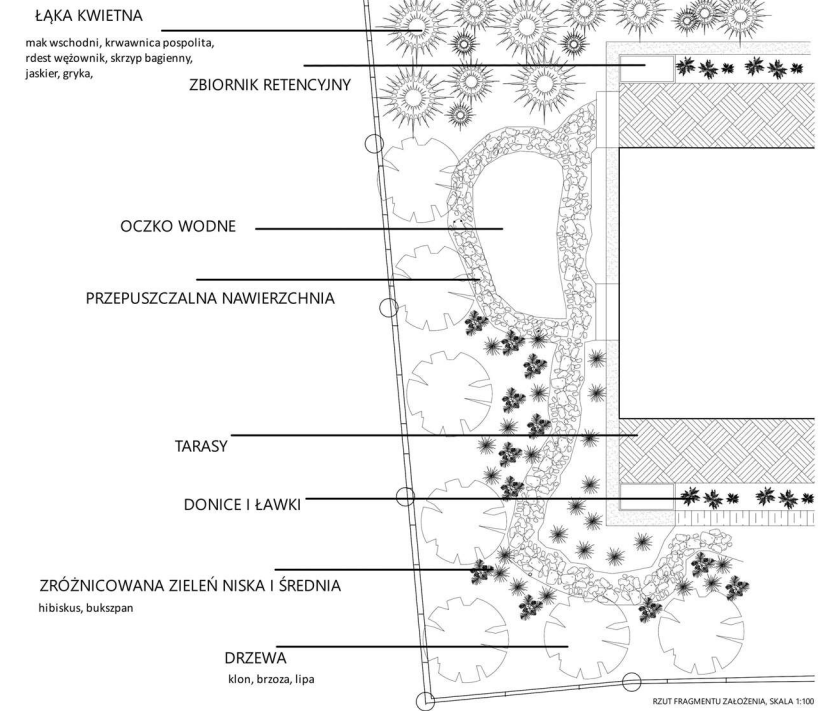 ŁĄKA KWIETNA
mak wschodni, krwawnica pospolita,
rdest wężownik, skrzyp bagienny,
jaskier, gryka,
ZBIORNIK RETENCYJNY
OCZKO WODNE
PRZEPUSZCZALNA NAWIERZCHNIA
TARASY
DONICE I ŁAWKI
ZRÓŻNICOWANA ZIELEŃ NISKA I ŚREDNIA
hibiskus, bukszpan
DRZEWA
klon, brzoza, lipa
RZUT FRAGMENTU ZAŁOŻENIA, SKALA 1:100